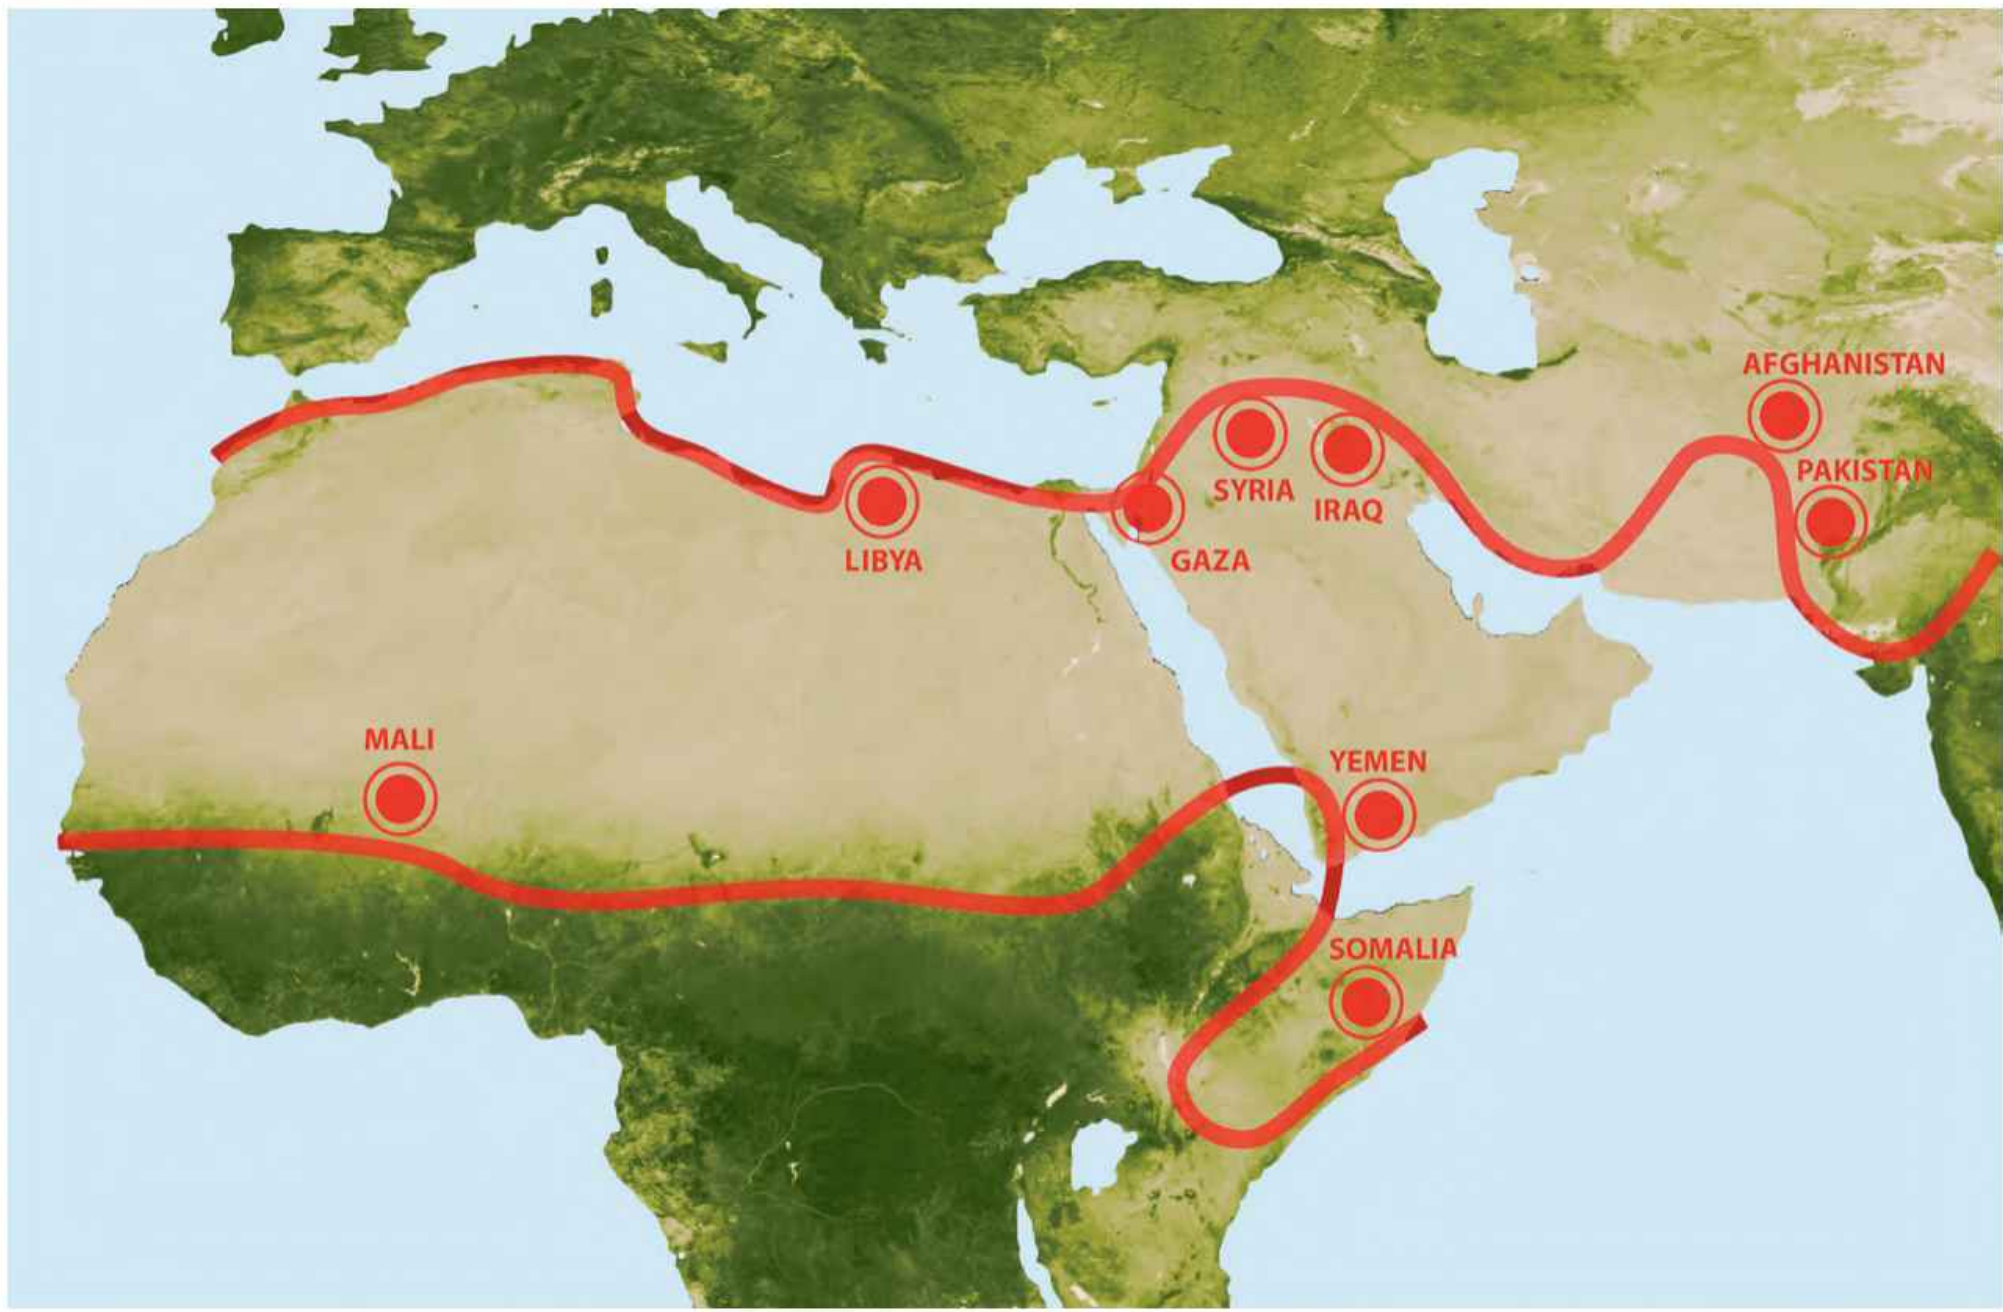 AFGHANISTAN
PAKISTAN
SYRIA
IRAQ
LIBYA
GAZA
MALI
YEMEN
SOMALIA